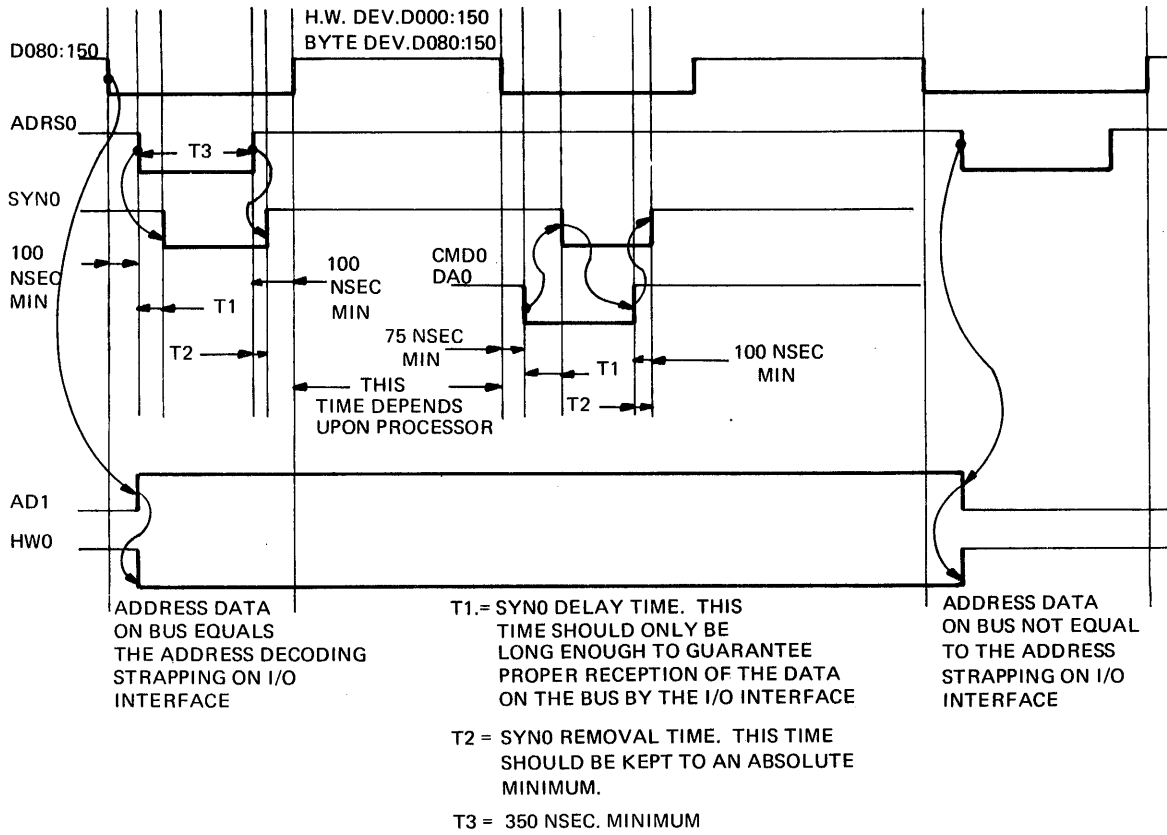 H.W. DEV.D000:150
BYTE DEV.D080:150
D080:150
ADRS0
T3
SYN0
100
NSEC
MIN
T1
T2
100
NSEC
MIN
CMD0
DA0
75 NSEC
MIN
T1
T2
100 NSEC
MIN
THIS
TIME DEPENDS
UPON PROCESSOR
AD1
HW0
ADDRESS DATA
ON BUS EQUALS
THE ADDRESS DECODING
STRAPPING ON I/O
INTERFACE
T1.= SYN0 DELAY TIME. THIS
TIME SHOULD ONLY BE
LONG ENOUGH TO GUARANTEE
PROPER RECEPTION OF THE DATA
ON THE BUS BY THE I/O INTERFACE
T2 = SYN0 REMOVAL TIME. THIS TIME
SHOULD BE KEPT TO AN ABSOLUTE
MINIMUM.
T3 = 350 NSEC. MINIMUM
ADDRESS DATA
ON BUS NOT EQUAL
TO THE ADDRESS
STRAPPING ON I/O
INTERFACE